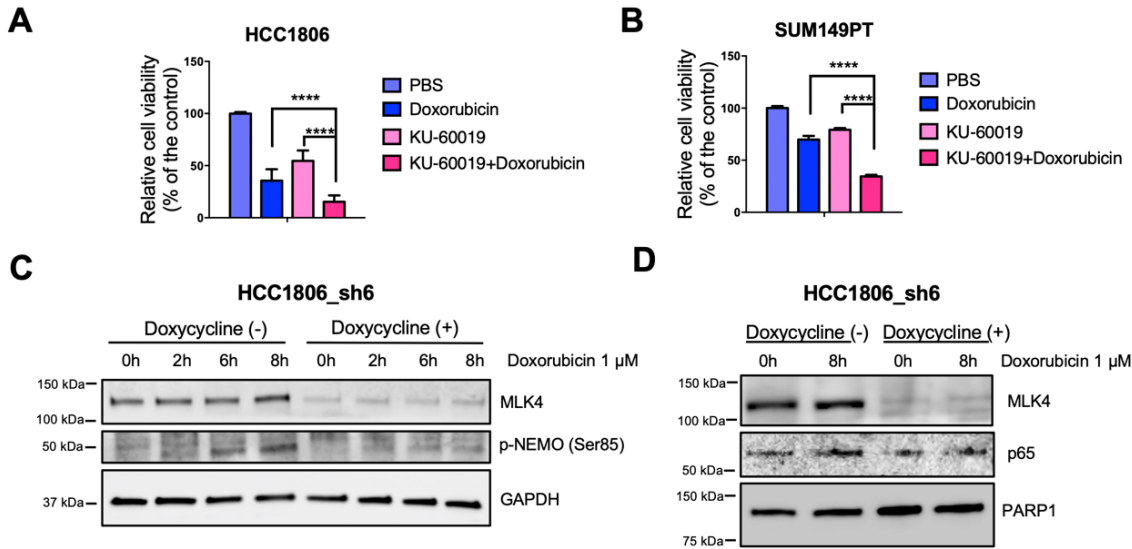 A
HCC1806
Relative cell viability
(% of the control)
150
100
50
0
****
****
PBS
Doxorubicin
KU-60019
KU-60019+Doxorubicin
B
SUM149PT
Relative cell viability
(% of the control)
150
100
50
0
****
****
PBS
Doxorubicin
KU-60019
KU-60019+Doxorubicin
C
HCC1806_sh6
Doxycycline (-) Doxycycline (+)
0h 2h 6h 8h 0h 2h 6h 8h Doxorubicin 1 μM
150 kDa
MLK4
100 kDa
50 kDa p-NEMO (Ser85)
37 kDa GAPDH
D
HCC1806_sh6
Doxycycline (-) Doxycycline (+)
0h 8h 0h 8h Doxorubicin 1 μM
150 kDa
MLK4
100 kDa
p65
50 kDa
150 kDa
PARP1
75 kDa